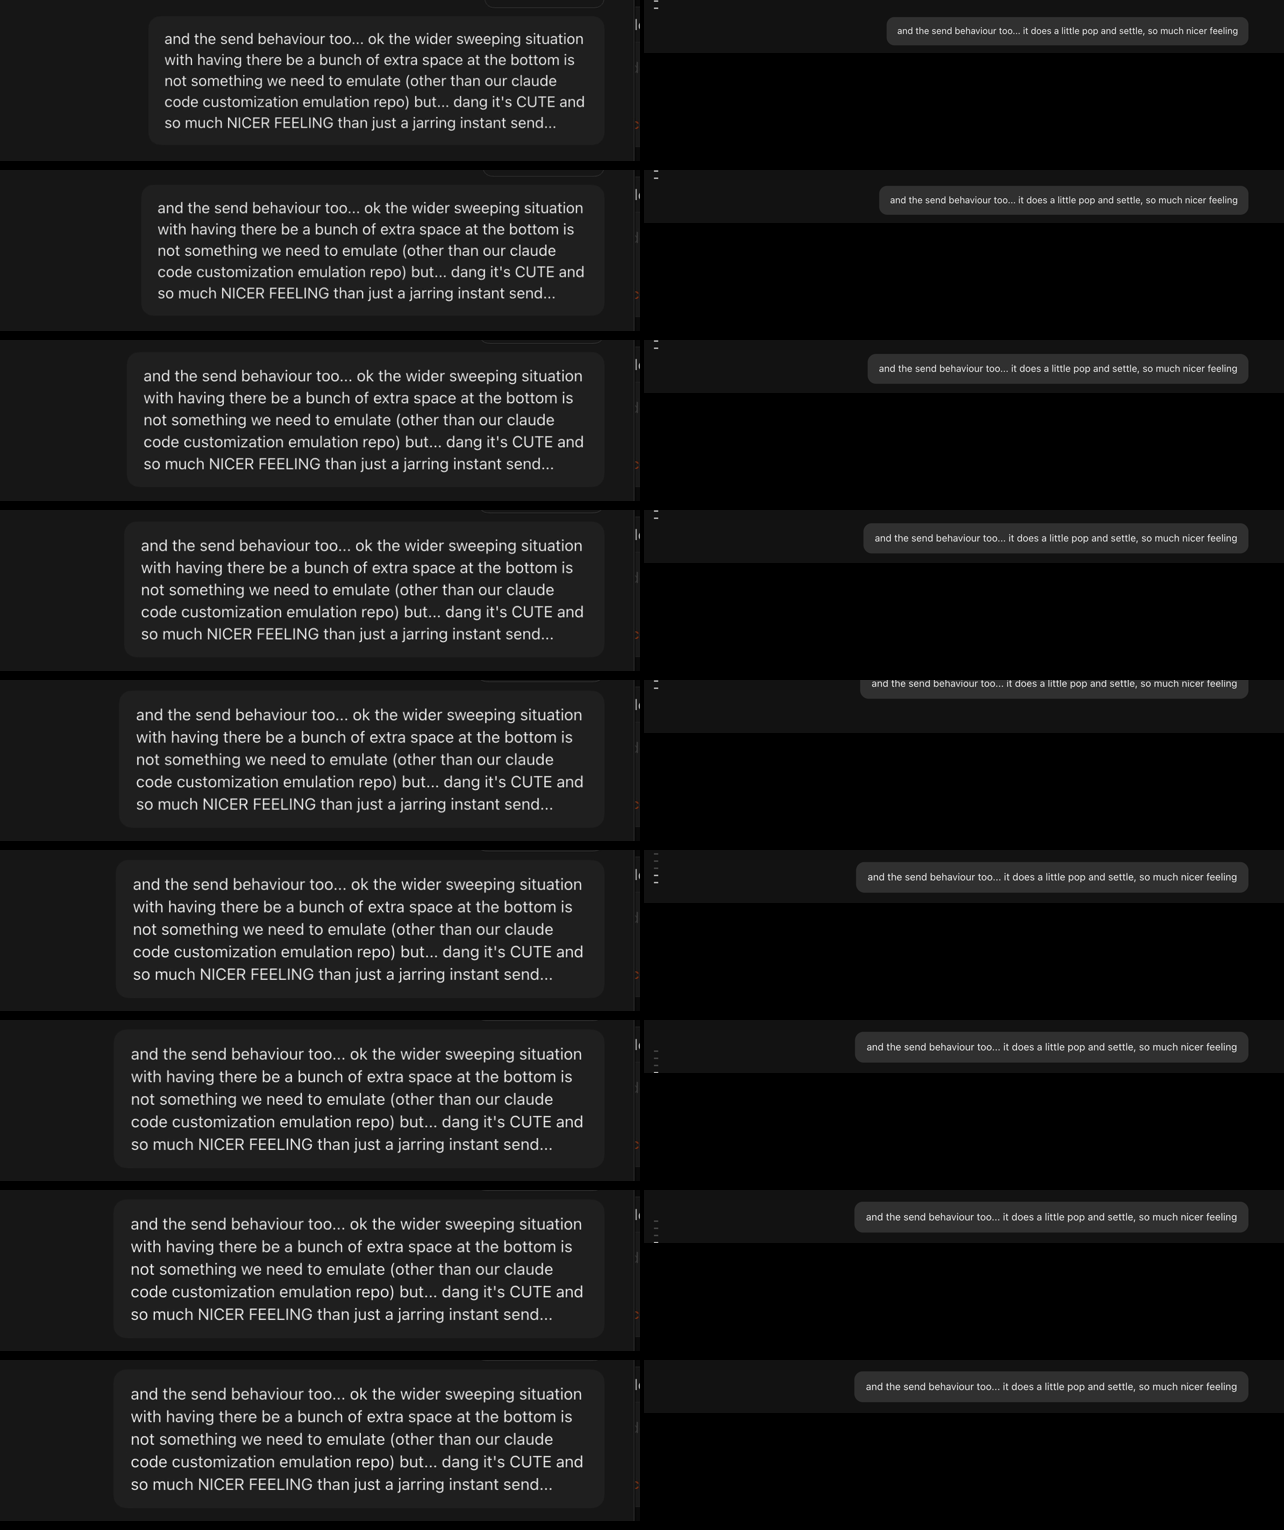 and the send behaviour too... ok the wider sweeping situation
with having there be a bunch of extra space at the bottom is
not something we need to emulate (other than our claude
code customization emulation repo) but... dang it's CUTE and
so much NICER FEELING than just a jarring instant send...
and the send behaviour too... it does a little pop and settle, so much nicer feeling
and the send behaviour too... ok the wider sweeping situation
with having there be a bunch of extra space at the bottom is
not something we need to emulate (other than our claude
code customization emulation repo) but... dang it's CUTE and
so much NICER FEELING than just a jarring instant send...
and the send behaviour too... it does a little pop and settle, so much nicer feeling
and the send behaviour too... ok the wider sweeping situation
with having there be a bunch of extra space at the bottom is
not something we need to emulate (other than our claude
code customization emulation repo) but... dang it's CUTE and
so much NICER FEELING than just a jarring instant send...
and the send behaviour too... it does a little pop and settle, so much nicer feeling
and the send behaviour too... ok the wider sweeping situation
with having there be a bunch of extra space at the bottom is
not something we need to emulate (other than our claude
code customization emulation repo) but... dang it's CUTE and
so much NICER FEELING than just a jarring instant send...
and the send behaviour too... it does a little pop and settle, so much nicer feeling
and the send behaviour too... ok the wider sweeping situation
with having there be a bunch of extra space at the bottom is
not something we need to emulate (other than our claude
code customization emulation repo) but... dang it's CUTE and
so much NICER FEELING than just a jarring instant send...
and the send behaviour too... it does a little pop and settle, so much nicer feeling
and the send behaviour too... ok the wider sweeping situation
with having there be a bunch of extra space at the bottom is
not something we need to emulate (other than our claude
code customization emulation repo) but... dang it's CUTE and
so much NICER FEELING than just a jarring instant send...
and the send behaviour too... it does a little pop and settle, so much nicer feeling
and the send behaviour too... ok the wider sweeping situation
with having there be a bunch of extra space at the bottom is
not something we need to emulate (other than our claude
code customization emulation repo) but... dang it's CUTE and
so much NICER FEELING than just a jarring instant send...
and the send behaviour too... it does a little pop and settle, so much nicer feeling
and the send behaviour too... ok the wider sweeping situation
with having there be a bunch of extra space at the bottom is
not something we need to emulate (other than our claude
code customization emulation repo) but... dang it's CUTE and
so much NICER FEELING than just a jarring instant send...
and the send behaviour too... it does a little pop and settle, so much nicer feeling
and the send behaviour too... ok the wider sweeping situation
with having there be a bunch of extra space at the bottom is
not something we need to emulate (other than our claude
code customization emulation repo) but... dang it's CUTE and
so much NICER FEELING than just a jarring instant send...
and the send behaviour too... it does a little pop and settle, so much nicer feeling